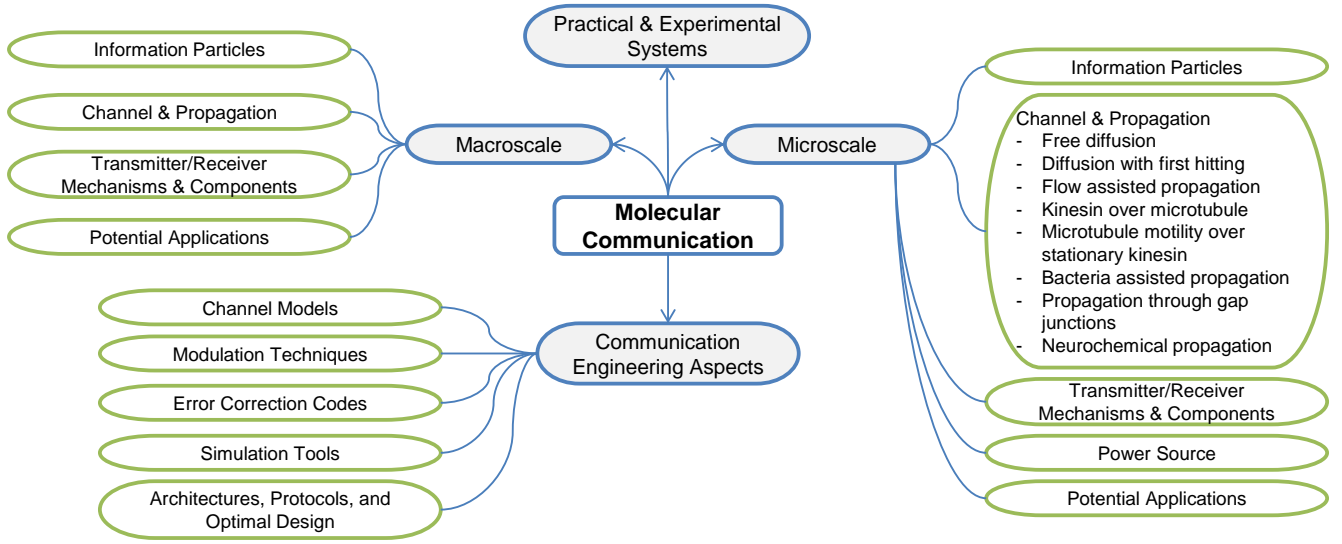 Practical & Experimental
Systems
Information Particles
Channel & Propagation
Transmitter/Receiver
Mechanisms & Components
Potential Applications
Macroscale
Microscale
Molecular
Communication
Information Particles
Channel & Propagation
- Free diffusion
- Diffusion with first hitting
- Flow assisted propagation
- Kinesin over microtubule
- Microtubule motility over
stationary kinesin
- Bacteria assisted propagation
- Propagation through gap
junctions
- Neurochemical propagation
Transmitter/Receiver
Mechanisms & Components
Power Source
Potential Applications
Communication
Engineering Aspects
Channel Models
Modulation Techniques
Error Correction Codes
Simulation Tools
Architectures, Protocols, and
Optimal Design